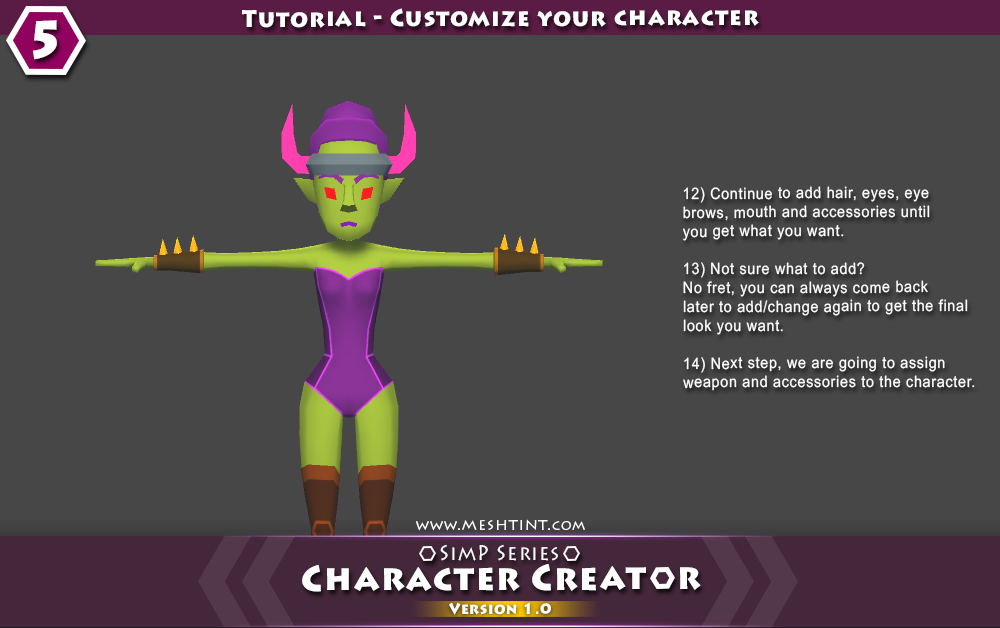 Tutorial - Customize your character
5
12) Continue to add hair, eyes, eye
brows, mouth and accessories until
you get what you want.
13) Not sure what to add?
No fret, you can always come back
later to add/change again to get the final
look you want.
14) Next step, we are going to assign
weapon and accessories to the character.
www.meshtint.com
SimP Series
Character Creator
Version 1.0